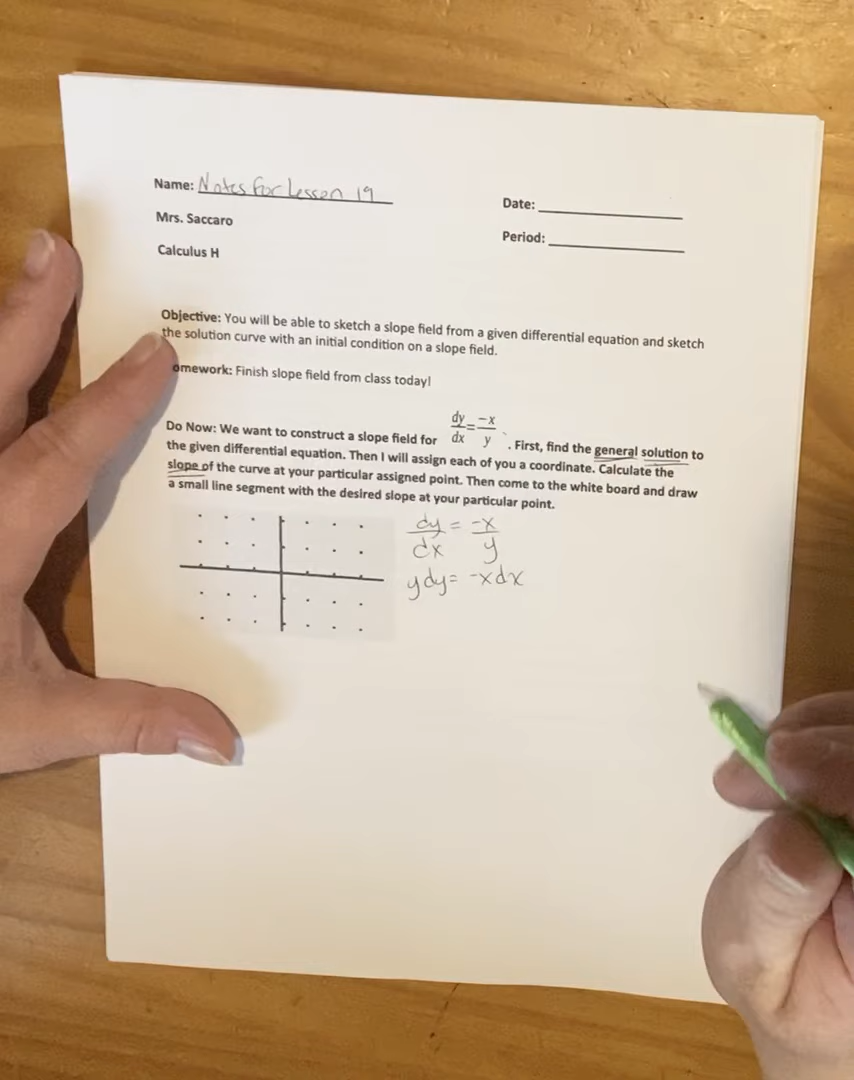 Name: Notes for Lesson 19
Date:
Mrs. Saccaro
Period:
Calculus H
Objective: You will be able to sketch a slope field from a given differential equation and sketch
the solution curve with an initial condition on a slope field.
omework: Finish slope field from class today!
Do Now: We want to construct a slope field for dy/dx = -x/y . First, find the general solution to
the given differential equation. Then I will assign each of you a coordinate. Calculate the
slope of the curve at your particular assigned point. Then come to the white board and draw
a small line segment with the desired slope at your particular point.
dy/dx = -x/y
ydy = -xdx